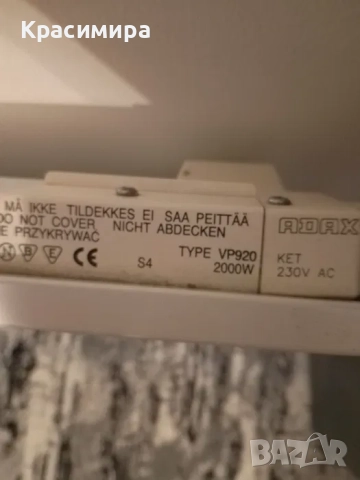 Красимира
MÅ IKKE TILDEKKES EI SAA PEITTÄÄ
DO NOT COVER NICHT ABDECKEN
PRZYKRYWAĆ
N B E CE S4 TYPE VP920
2000W
ADAX
KET
230V AC
BAZAR